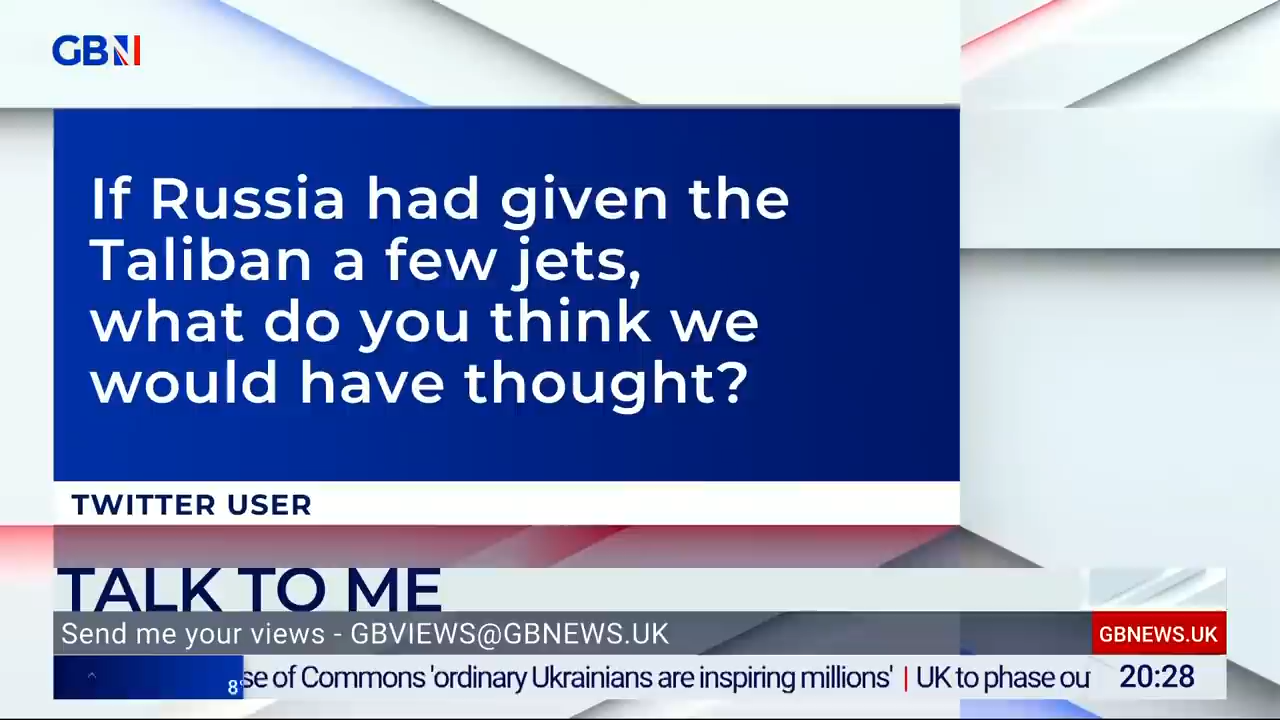 GBN
If Russia had given the
Taliban a few jets,
what do you think we
would have thought?
TWITTER USER
TALK TO ME
Send me your views - GBVIEWS@GBNEWS.UK
GBNEWS.UK
8° se of Commons 'ordinary Ukrainians are inspiring millions' | UK to phase ou
20:28